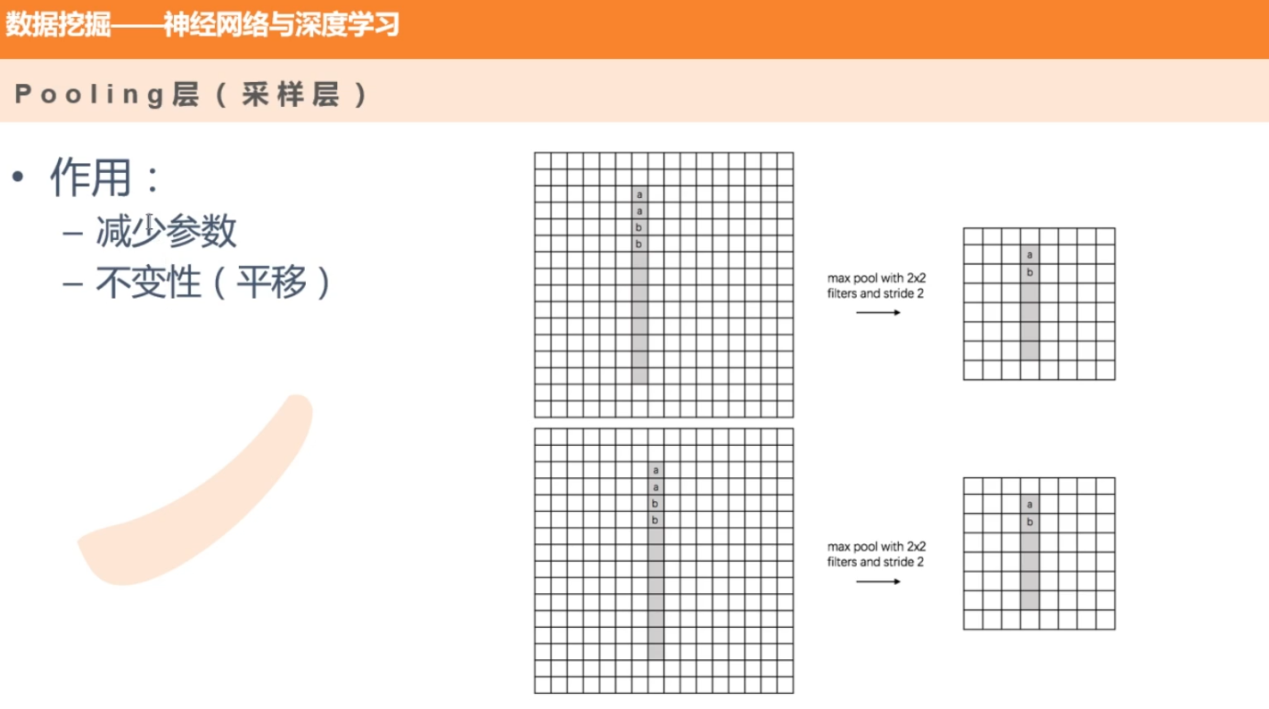 数据挖掘——神经网络与深度学习
Pooling层（采样层）
• 作用：
– 减少参数
– 不变性（平移）
a
a
b
b
max pool with 2x2
filters and stride 2
a
b
a
a
b
b
max pool with 2x2
filters and stride 2
a
b